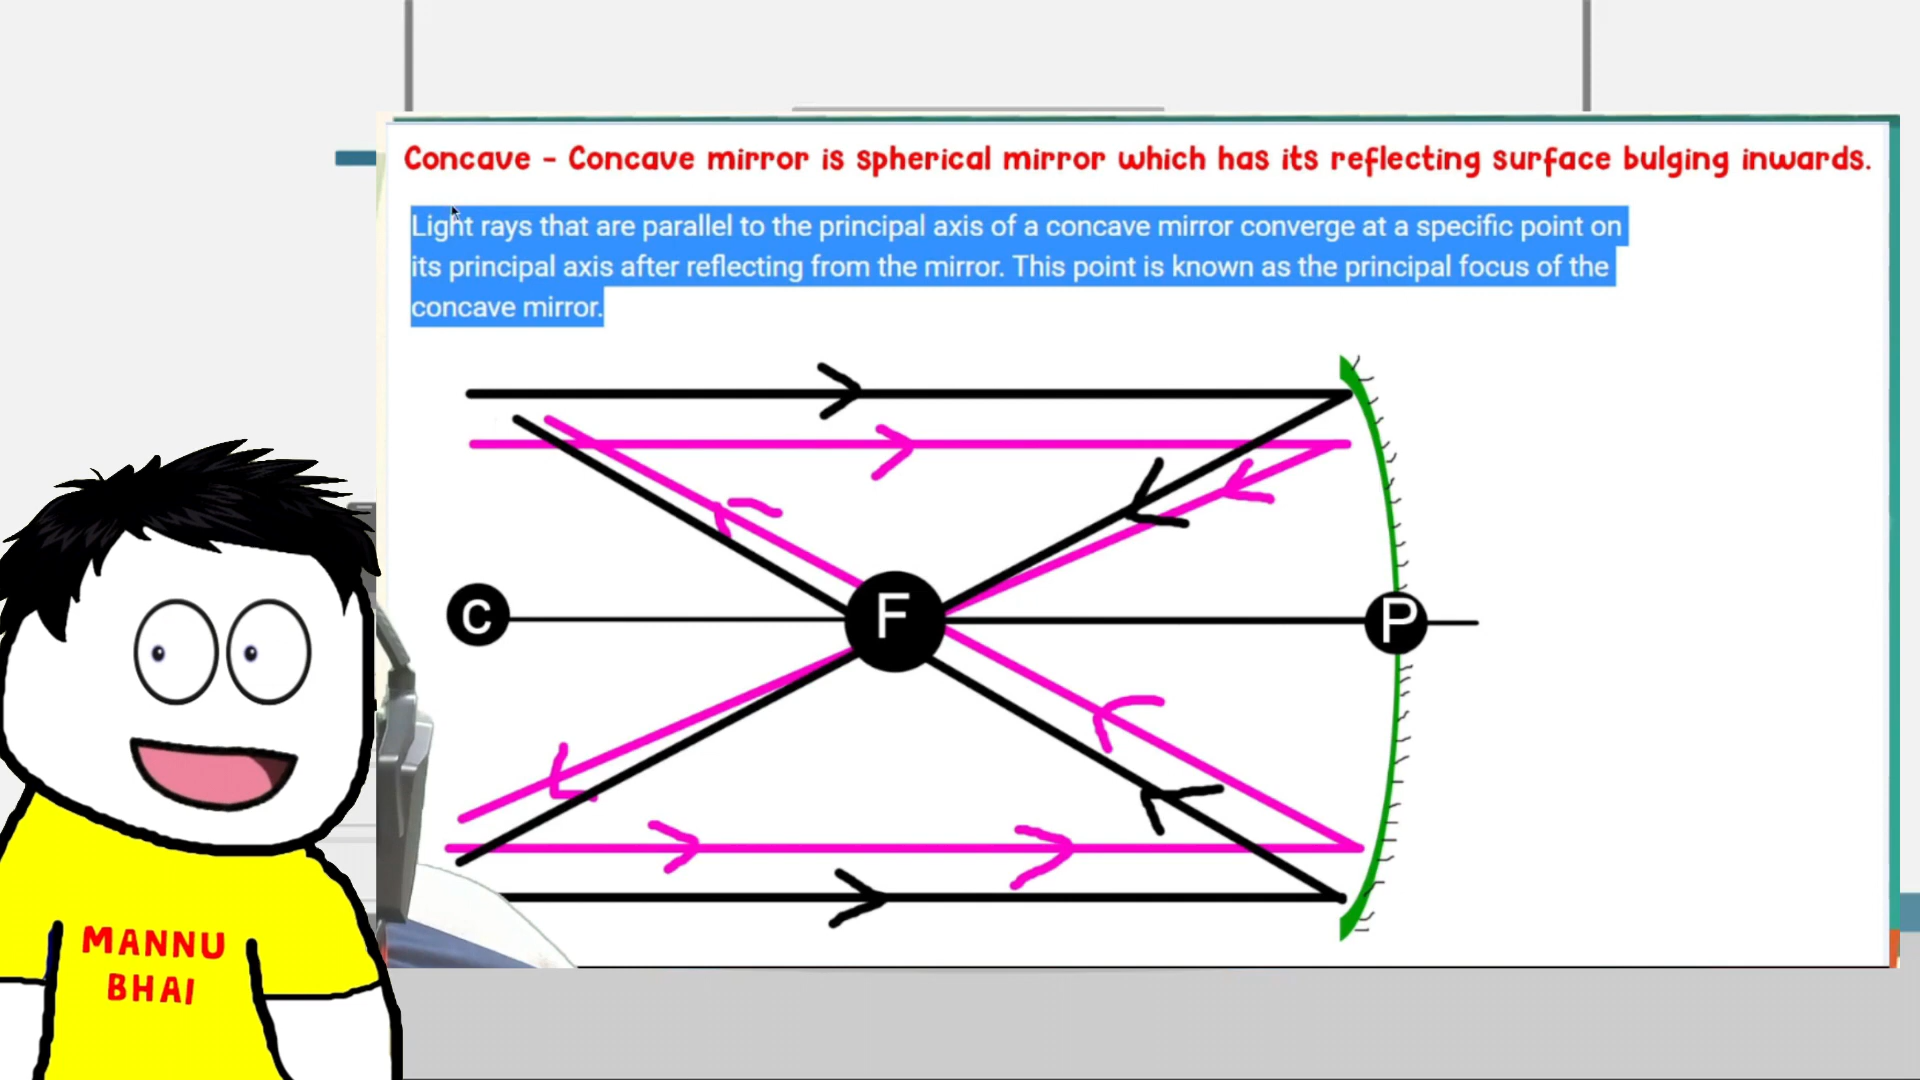 Concave - Concave mirror is spherical mirror which has its reflecting surface bulging inwards.
Light rays that are parallel to the principal axis of a concave mirror converge at a specific point on
its principal axis after reflecting from the mirror. This point is known as the principal focus of the
concave mirror.
C F P
MANNU
BHAI